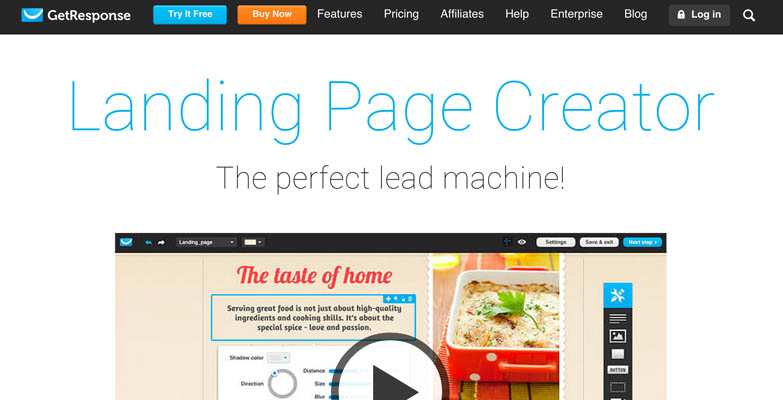 GetResponse Try It Free Buy Now Features Pricing Affiliates Help Enterprise Blog Log in
Landing Page Creator
The perfect lead machine!
Landing_page Settings Save & exit Next step
The taste of home
Serving great food is not just about high-quality
ingredients and cooking skills. It's about the
special spice - love and passion.
Shadow color
Distance
Direction
Size
Blur
BUTTON